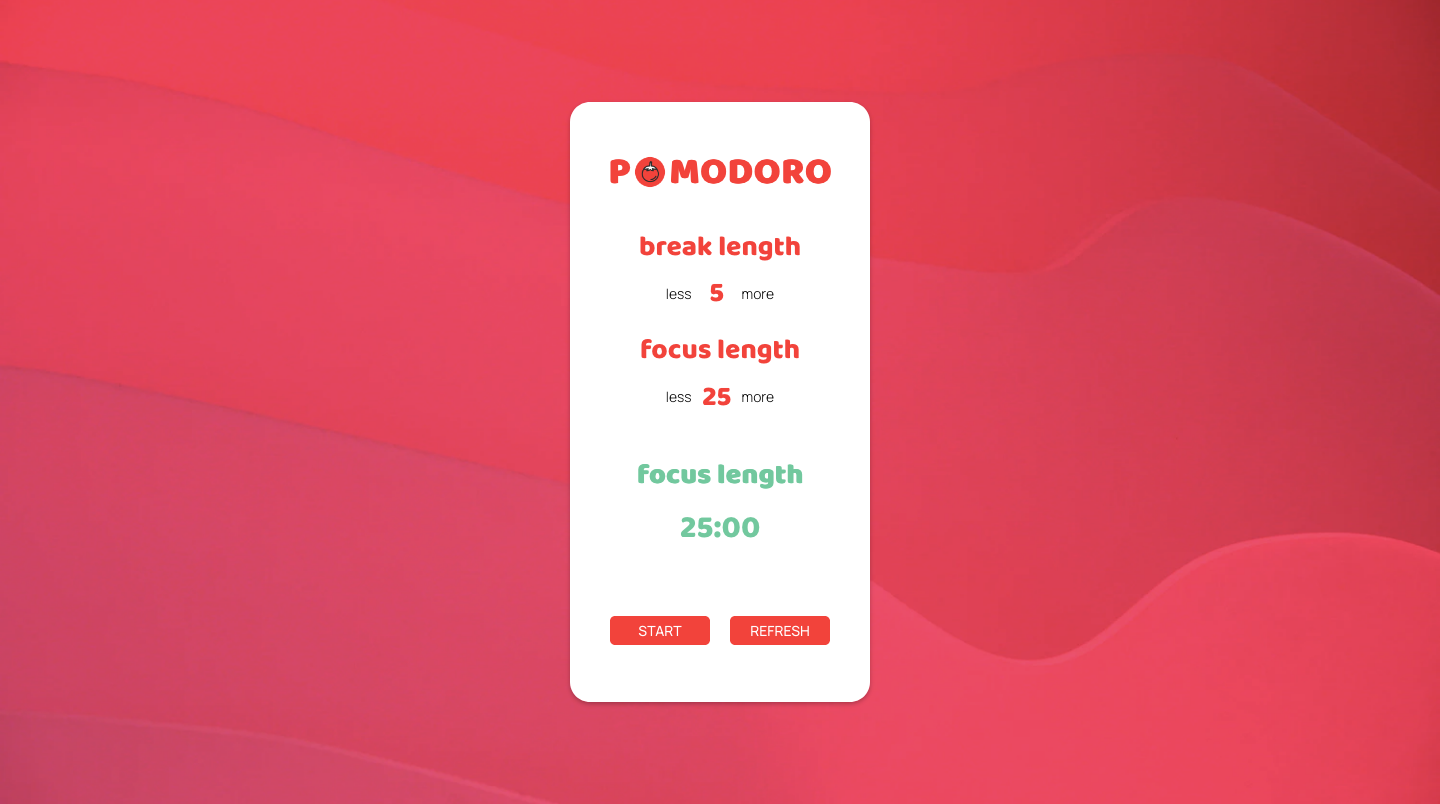 POMODORO
break length
less 5 more
focus length
less 25 more
focus length
25:00
START REFRESH